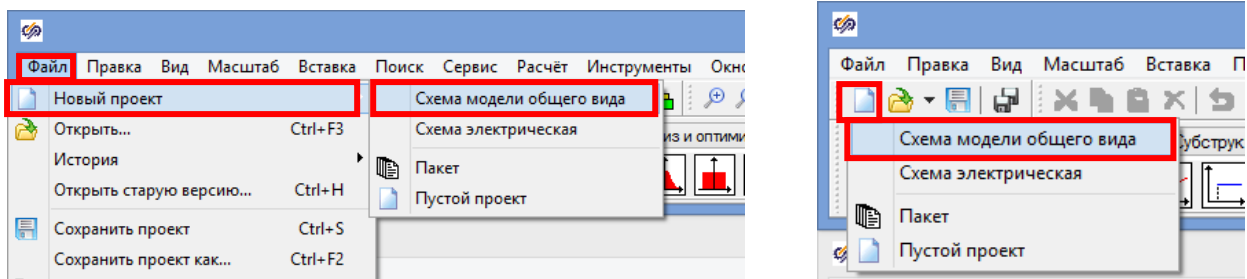 Файл Правка Вид Масштаб Вставка Поиск Сервис Расчёт Инструменты
Новый проект
Открыть... Ctrl+F3
История
Открыть старую версию... Ctrl+H
Сохранить проект Ctrl+S
Сохранить проект как... Ctrl+F2
Схема модели общего вида
Схема электрическая
Пакет
Пустой проект
из и оптими
Файл Правка Вид Масштаб Вставка П
Схема модели общего вида
Схема электрическая
Пакет
Пустой проект
убструк